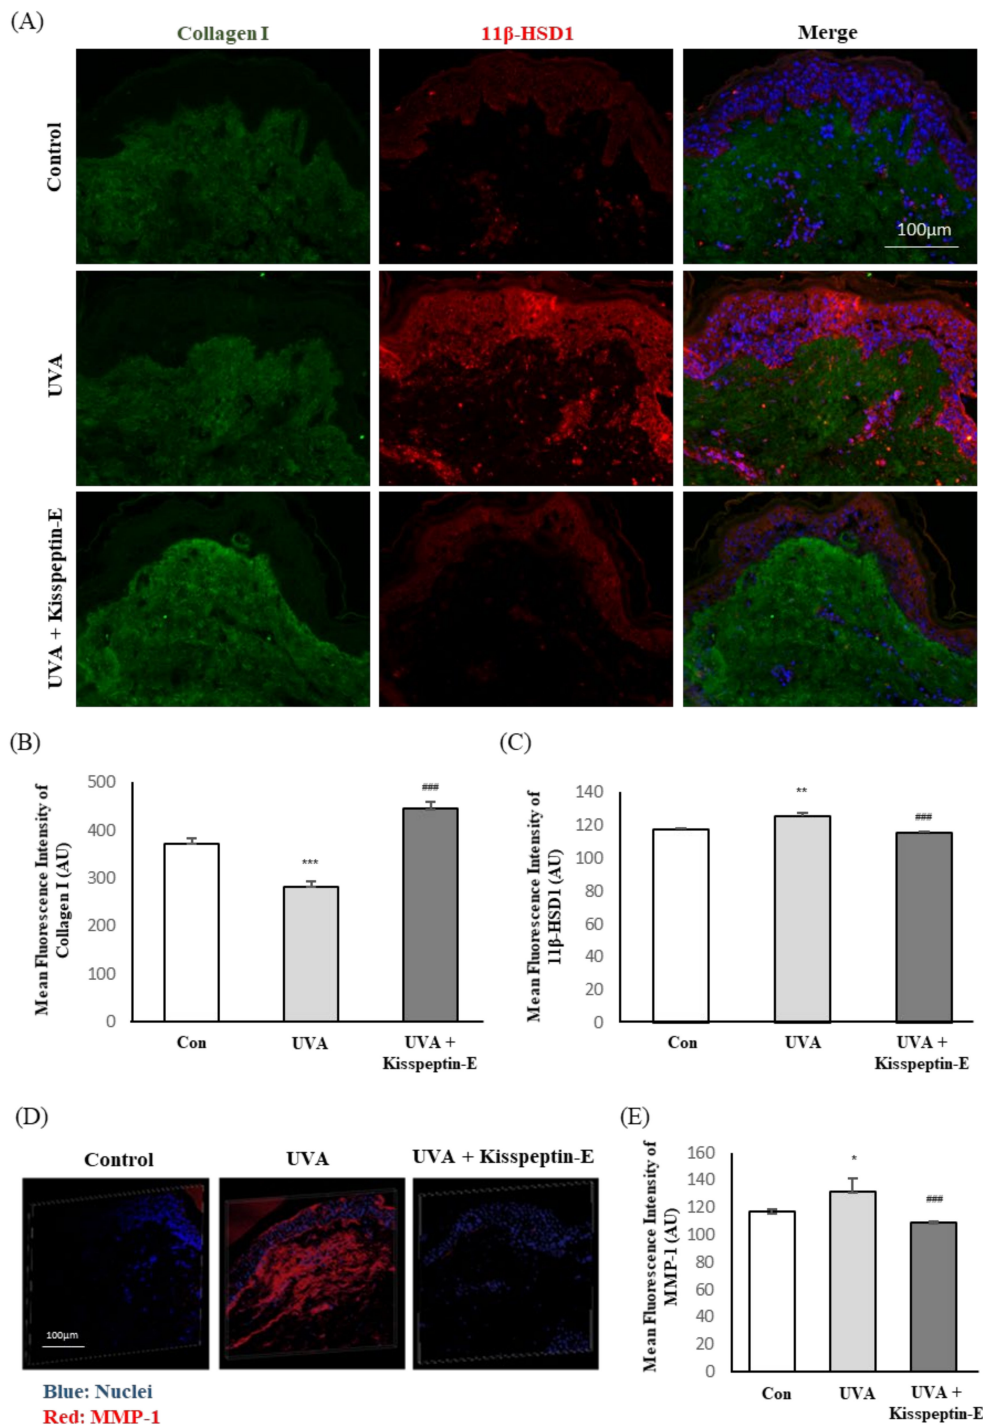 (A)
Collagen I
11β-HSD1
Merge
Control
100μm
UVA
UVA + Kisspeptin-E
(B)
Mean Fluorescence Intensity of
Collagen I (AU)
500
400
300
200
100
0
***
###
Con
UVA
UVA +
Kisspeptin-E
(C)
Mean Fluorescence Intensity of
11β-HSD1 (AU)
140
120
100
80
60
40
20
0
**
###
Con
UVA
UVA +
Kisspeptin-E
(D)
Control
UVA
UVA + Kisspeptin-E
100μm
Blue: Nuclei
Red: MMP-1
(E)
Mean Fluorescence Intensity of
MMP-1 (AU)
160
140
120
100
80
60
40
20
0
*
###
Con
UVA
UVA +
Kisspeptin-E